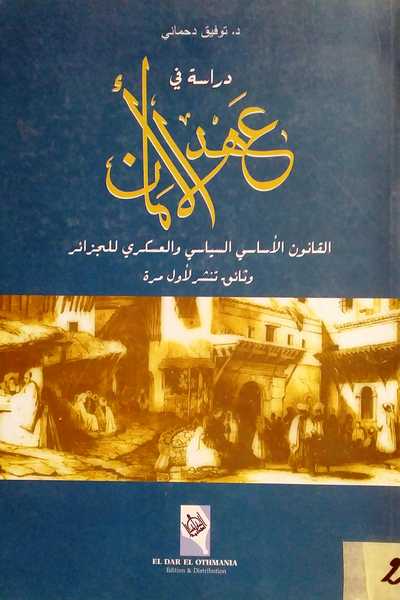 د. توفيق دحماني
دراسة في
عهد الأمان
القانون الأساسي السياسي والعسكري للجزائر
وثائق تنشر لأول مرة
EL DAR EL OTHMANIA
Edition & Distribution